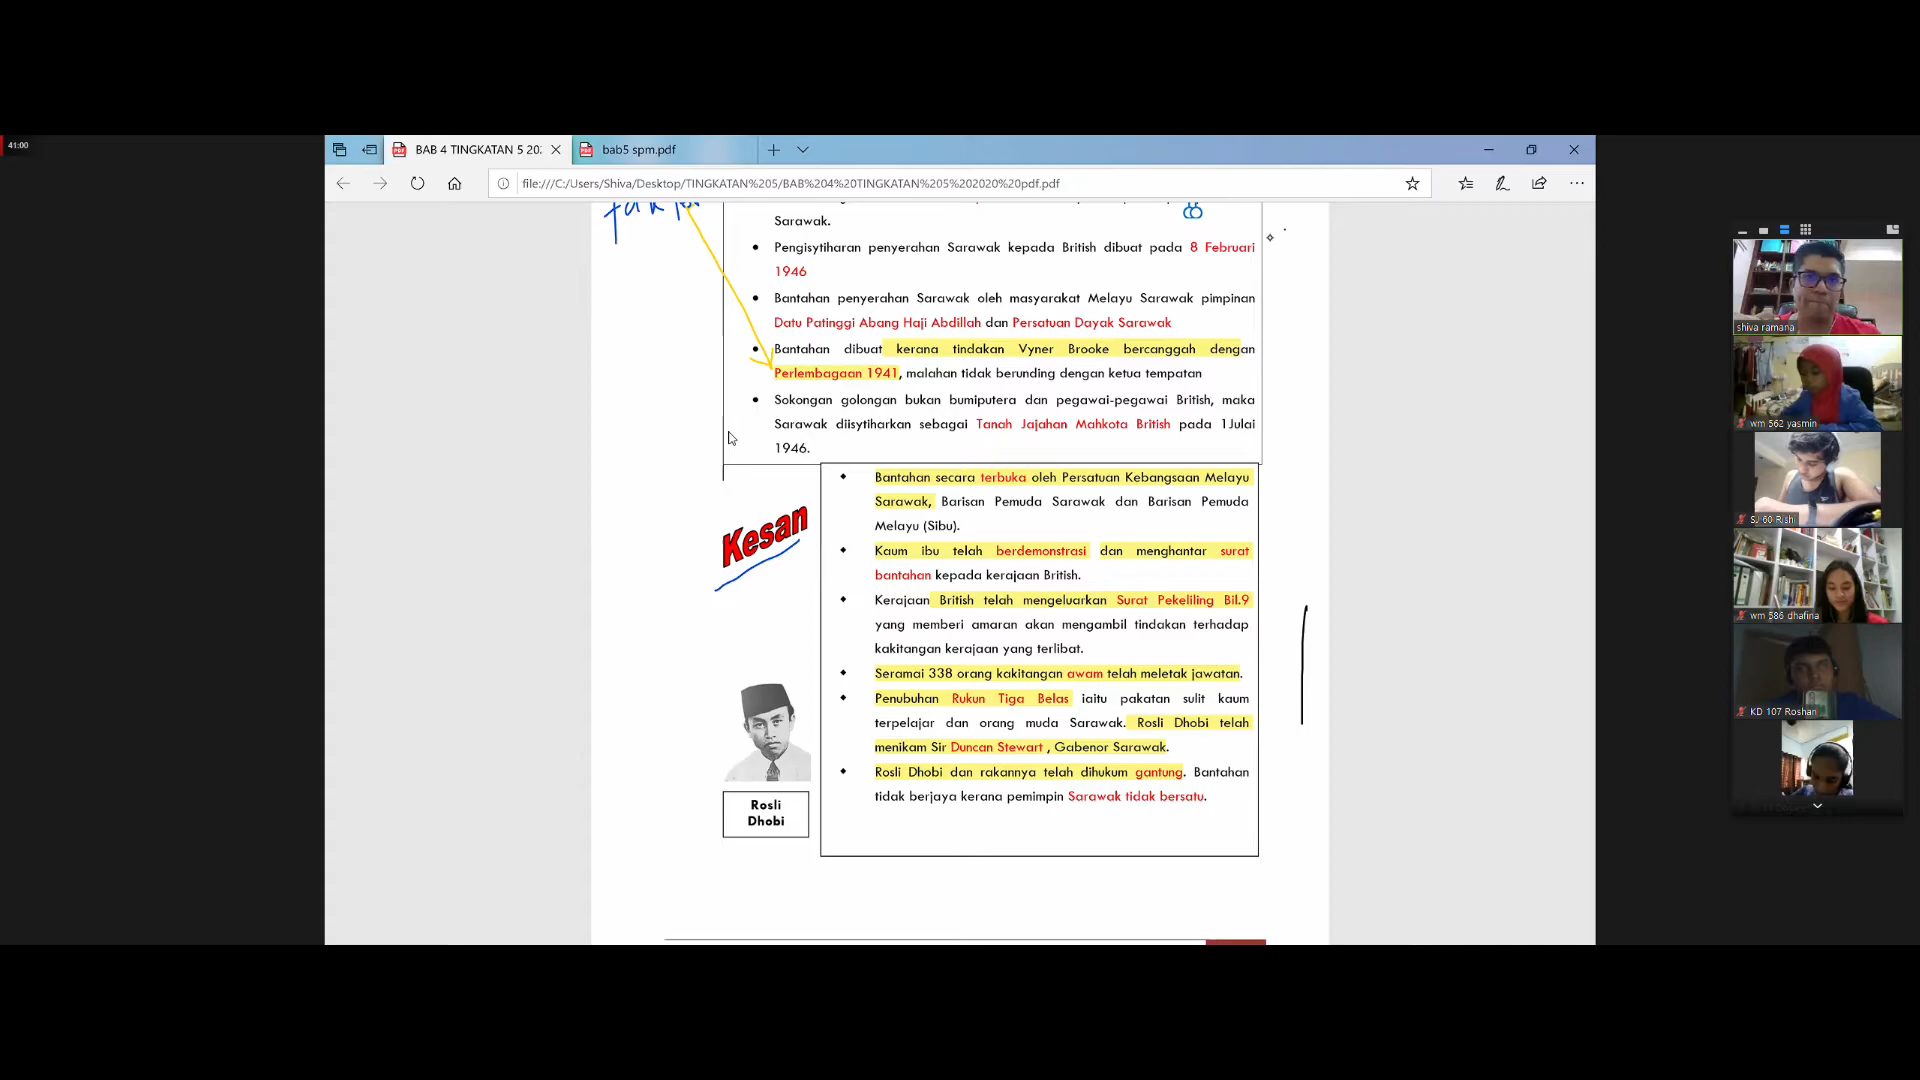 41:00
BAB 4 TINGKATAN 5 20
bab5 spm.pdf
file:///C:/Users/Shiva/Desktop/TINGKATAN%205/BAB%204%20TINGKATAN%205%202020%20pdf.pdf
Sarawak.
• Pengisytiharan penyerahan Sarawak kepada British dibuat pada 8 Februari
1946
• Bantahan penyerahan Sarawak oleh masyarakat Melayu Sarawak pimpinan
Datu Patinggi Abang Haji Abdillah dan Persatuan Dayak Sarawak
• Bantahan dibuat kerana tindakan Vyner Brooke bercanggah dengan
Perlembagaan 1941, malahan tidak berunding dengan ketua tempatan
• Sokongan golongan bukan bumiputera dan pegawai-pegawai British, maka
Sarawak diisytiharkan sebagai Tanah Jajahan Mahkota British pada 1Julai
1946.
Kesan
♦ Bantahan secara terbuka oleh Persatuan Kebangsaan Melayu
Sarawak, Barisan Pemuda Sarawak dan Barisan Pemuda
Melayu (Sibu).
♦ Kaum ibu telah berdemonstrasi dan menghantar surat
bantahan kepada kerajaan British.
♦ Kerajaan British telah mengeluarkan Surat Pekeliling Bil.9
yang memberi amaran akan mengambil tindakan terhadap
kakitangan kerajaan yang terlibat.
♦ Seramai 338 orang kakitangan awam telah meletak jawatan.
♦ Penubuhan Rukun Tiga Belas iaitu pakatan sulit kaum
terpelajar dan orang muda Sarawak. Rosli Dhobi telah
menikam Sir Duncan Stewart , Gabenor Sarawak.
♦ Rosli Dhobi dan rakannya telah dihukum gantung. Bantahan
tidak berjaya kerana pemimpin Sarawak tidak bersatu.
Rosli
Dhobi
shiva ramana
wm 562 yasmin
SJ 60 Rishi
wm 586 dhafina
KD 107 Roshan